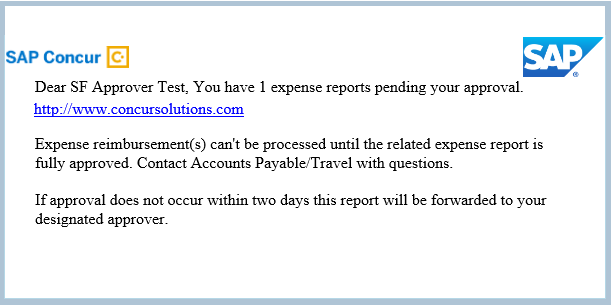 SAP Concur C
SAP
Dear SF Approver Test, You have 1 expense reports pending your approval.
http://www.concursolutions.com
Expense reimbursement(s) can't be processed until the related expense report is
fully approved. Contact Accounts Payable/Travel with questions.
If approval does not occur within two days this report will be forwarded to your
designated approver.